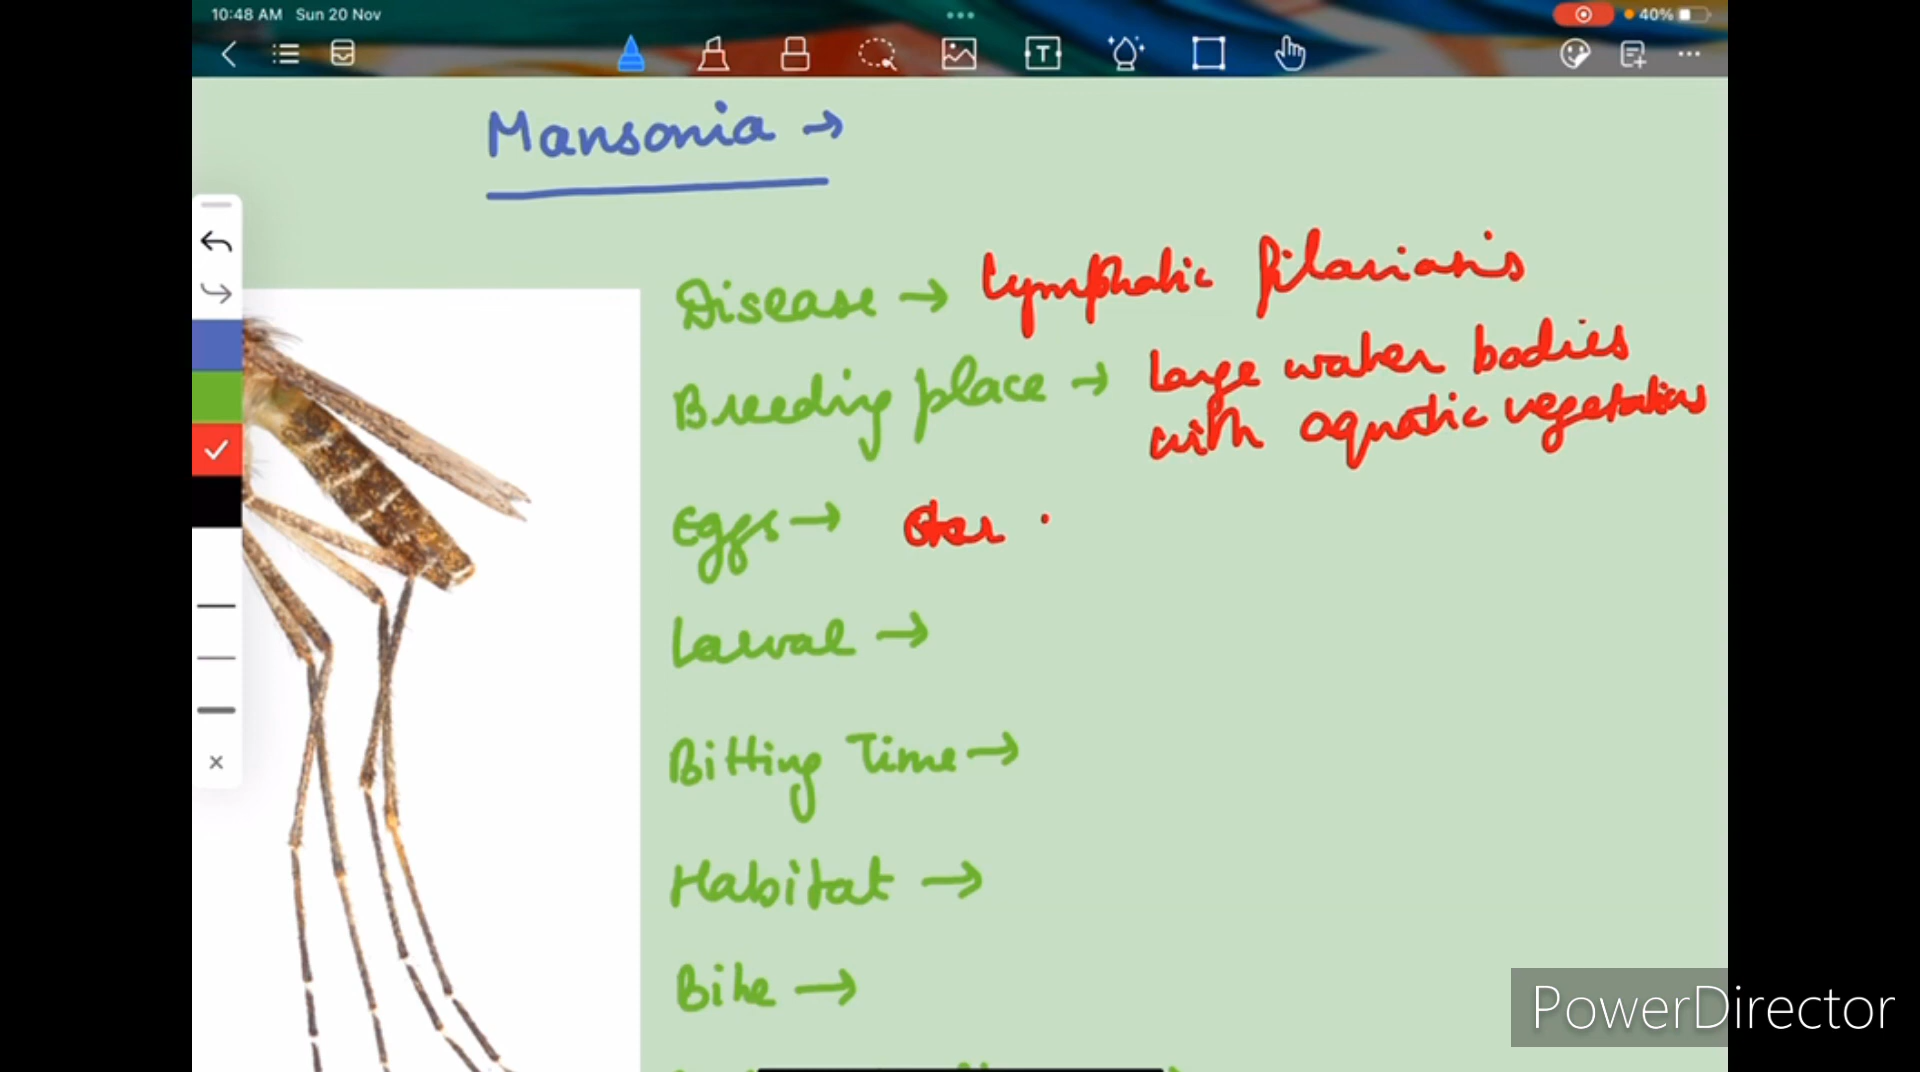 10:48 AM Sun 20 Nov
40%
T
Mansonia →
Disease → Lymphatic filariasis
Breeding place → large water bodies
with aquatic vegetations
Eggs → Star
Larval →
Bitting Time →
Habitat →
Bite →
PowerDirector